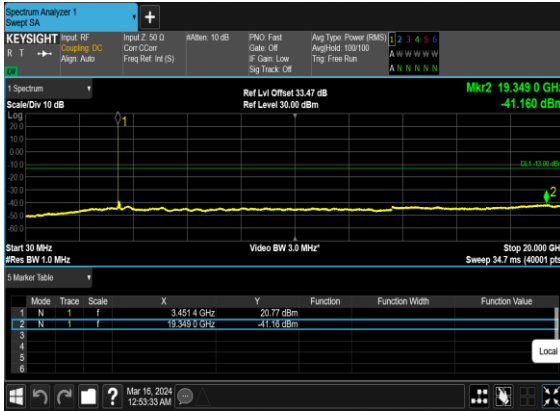 Spectrum Analyzer 1
Swept SA
+
KEYSIGHT
R T
LV
Input: RF
Coupling: DC
Align: Auto
Input Z: 50 Ω
Corr CCorr
Freq Ref: Int (S)
#Atten: 10 dB
PNO: Fast
Gate: Off
IF Gain: Low
Sig Track: Off
Avg Type: Power (RMS)
Avg|Hold: 100/100
Trig: Free Run
1 2 3 4 5 6
A W W W W W
A N N N N N
1 Spectrum
Scale/Div 10 dB
Ref Lvl Offset 33.47 dB
Ref Level 30.00 dBm
Mkr2 19.349 0 GHz
-41.160 dBm
Log
20.0
10.0
0.00
-10.0
-20.0
-30.0
-40.0
-50.0
-60.0
1
DL1 -13.00 dBm
2
Start 30 MHz
#Res BW 1.0 MHz
Video BW 3.0 MHz*
Stop 20.000 GHz
Sweep 34.7 ms (40001 pts)
5 Marker Table
Mode Trace Scale X Y Function Function Width Function Value
1 N 1 f 3.451 4 GHz 20.77 dBm
2 N 1 f 19.349 0 GHz -41.16 dBm
3
4
5
6
Local
?
Mar 16, 2024
12:53:33 AM